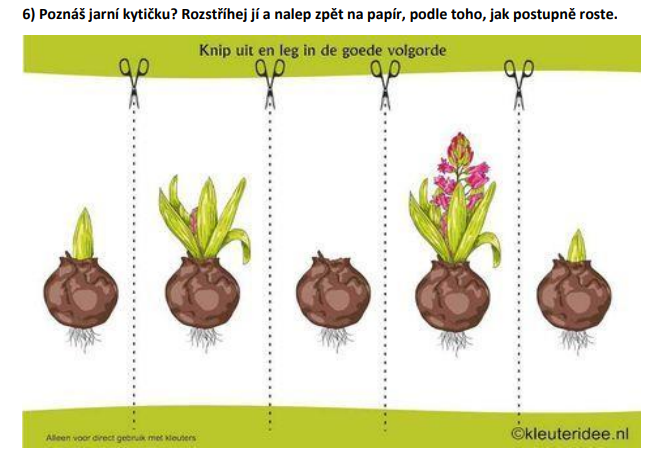 6) Poznáš jarní kytičku? Rozstříhej jí a nalep zpět na papír, podle toho, jak postupně roste.
Knip uit en leg in de goede volgorde
Alleen voor direct gebruik met kleuters
©kleuteridee.nl